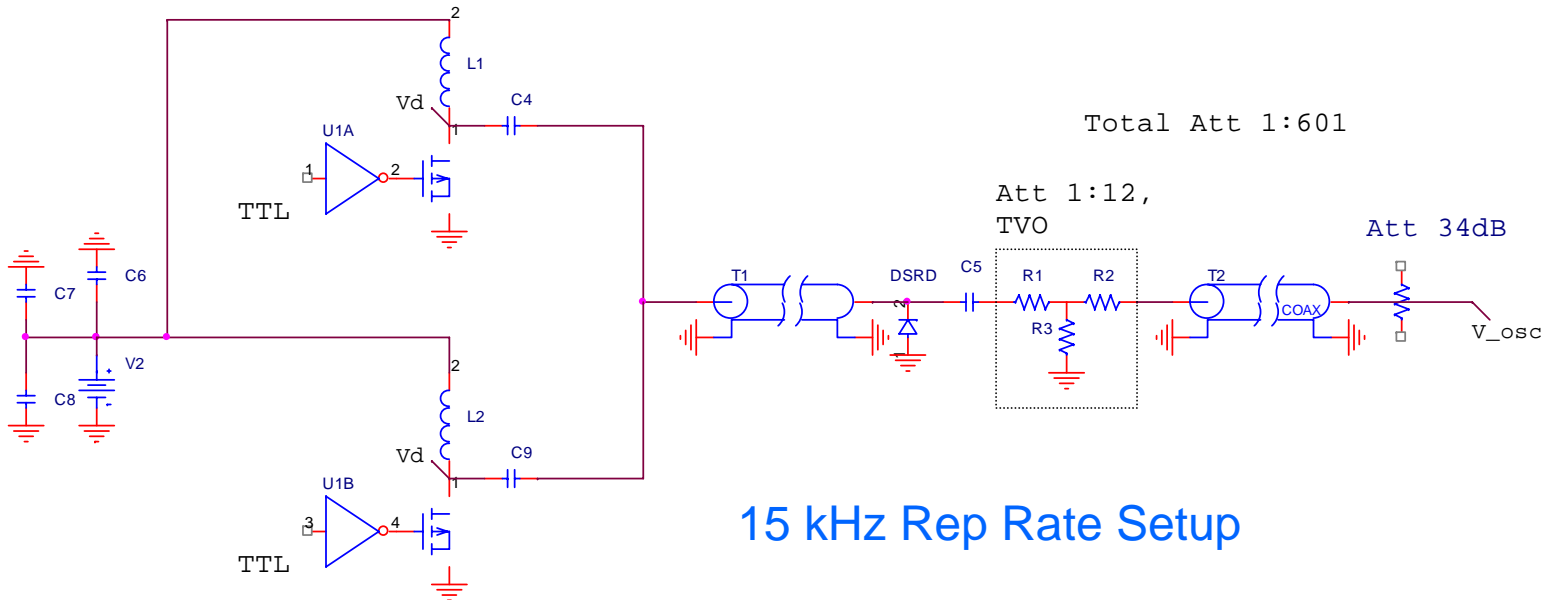 2
L1
Vd
1
C4
U1A
1
2
TTL
Total Att 1:601
Att 1:12,
TVO
Att 34dB
C6
C7
T1
DSRD
C5
R1
R2
T2
2
R3
COAX
1
V_osc
V2
C8
2
L2
Vd
1
C9
U1B
3
4
TTL
15 kHz Rep Rate Setup